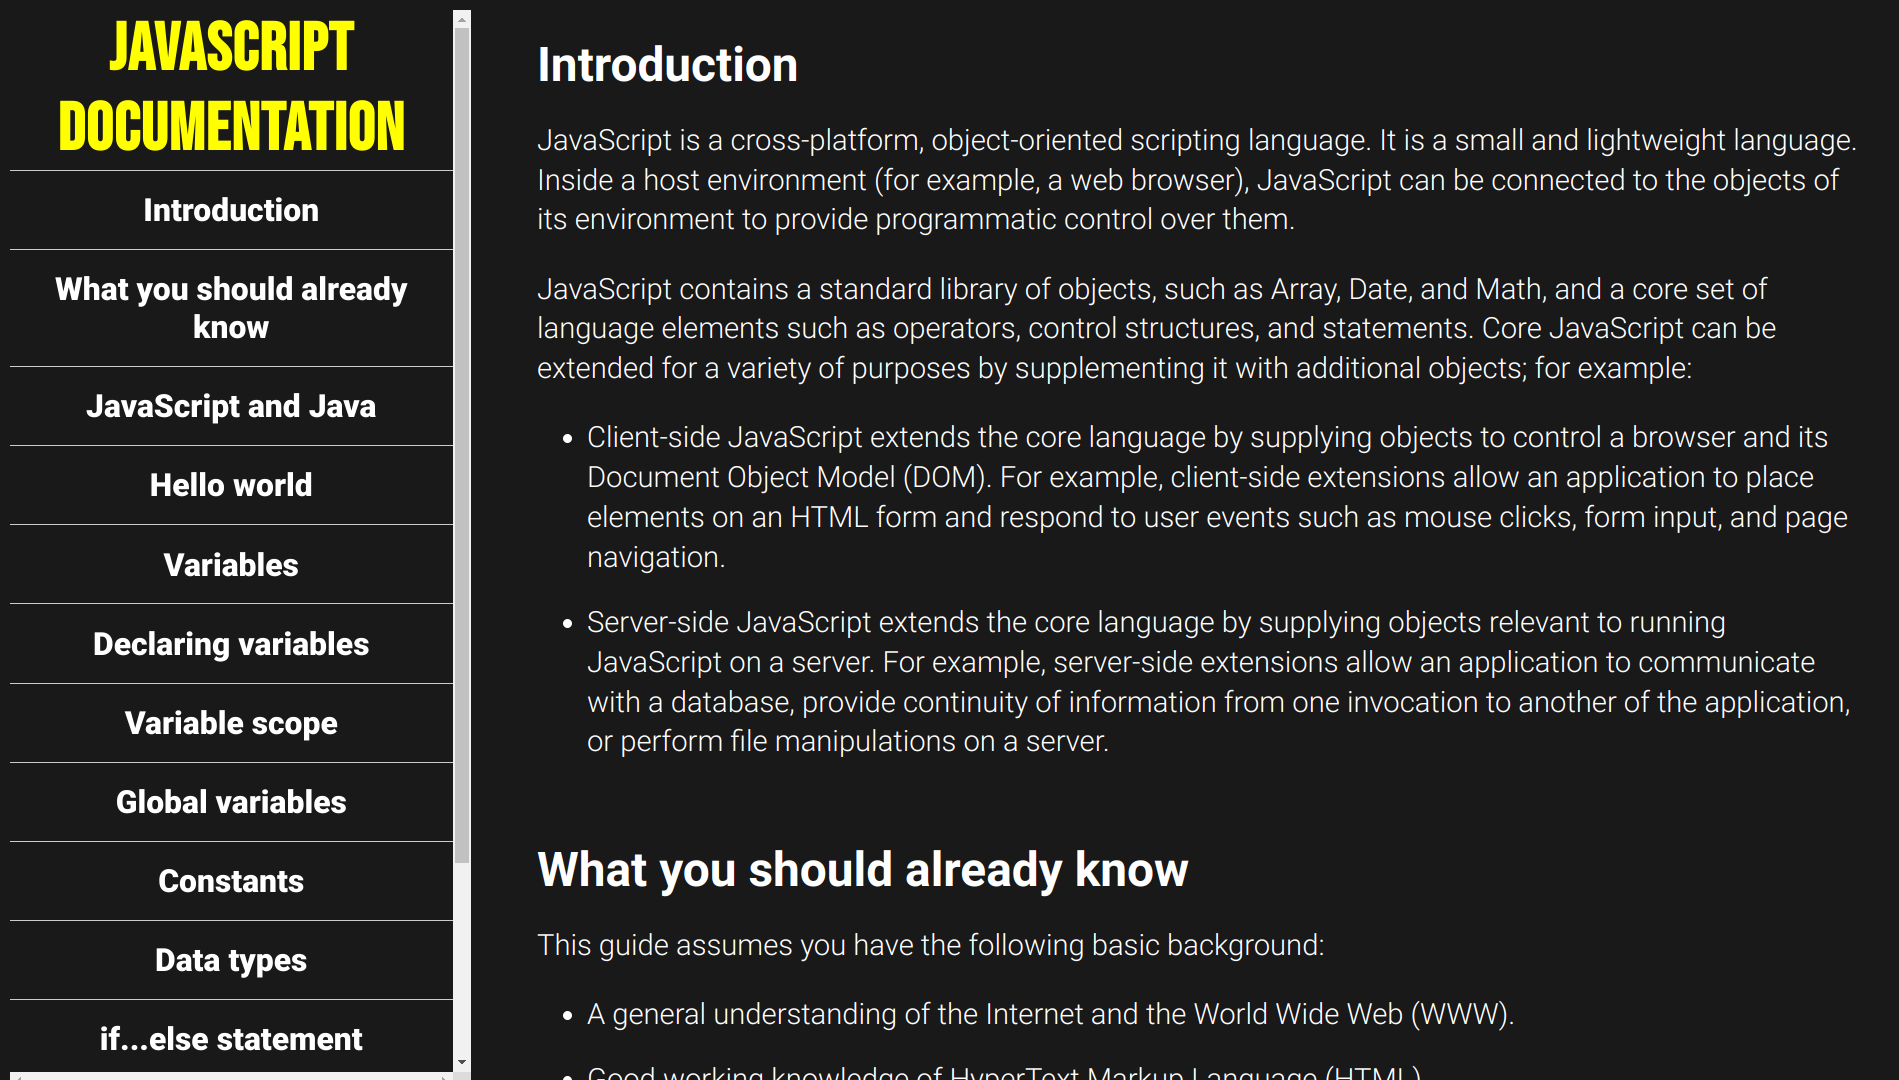 JAVASCRIPT
DOCUMENTATION
Introduction
What you should already
know
JavaScript and Java
Hello world
Variables
Declaring variables
Variable scope
Global variables
Constants
Data types
if...else statement
Introduction
JavaScript is a cross-platform, object-oriented scripting language. It is a small and lightweight language.
Inside a host environment (for example, a web browser), JavaScript can be connected to the objects of
its environment to provide programmatic control over them.
JavaScript contains a standard library of objects, such as Array, Date, and Math, and a core set of
language elements such as operators, control structures, and statements. Core JavaScript can be
extended for a variety of purposes by supplementing it with additional objects; for example:
• Client-side JavaScript extends the core language by supplying objects to control a browser and its
Document Object Model (DOM). For example, client-side extensions allow an application to place
elements on an HTML form and respond to user events such as mouse clicks, form input, and page
navigation.
• Server-side JavaScript extends the core language by supplying objects relevant to running
JavaScript on a server. For example, server-side extensions allow an application to communicate
with a database, provide continuity of information from one invocation to another of the application,
or perform file manipulations on a server.
What you should already know
This guide assumes you have the following basic background:
• A general understanding of the Internet and the World Wide Web (WWW).
• Good working knowledge of HyperText Markup Language (HTML).